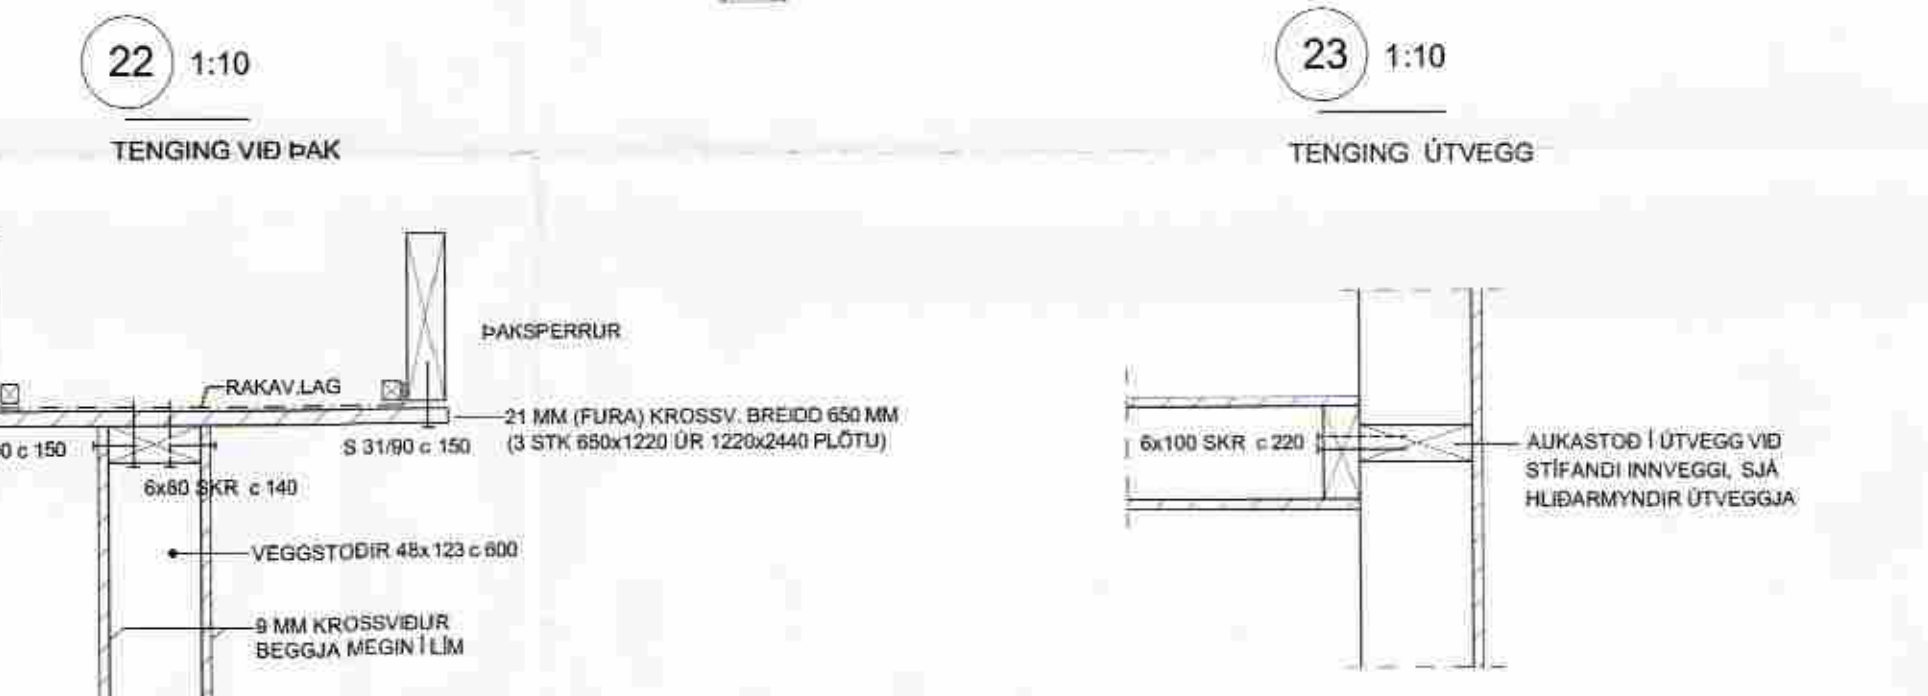 22 1:10
TENGING VIÐ ÞAK
ÞAKSPERRUR
RAKAV.LAG
21 MM (FURA) KROSSV. BREIDD 650 MM
(3 STK 650x1220 ÚR 1220x2440 PLÖTU)
0 c 150
S 31/90 c 150
6x80 SKR c 140
VEGGSTOÐIR 48x123 c 600
9 MM KROSSVIÐUR
BEGGJA MEGIN Í LÍM
23 1:10
TENGING ÚTVEGG
6x100 SKR c 220
AUKASTOÐ Í ÚTVEGG VIÐ
STÍFANDI INNVEGGI, SJÁ
HLIÐARMYNDIR ÚTVEGGJA